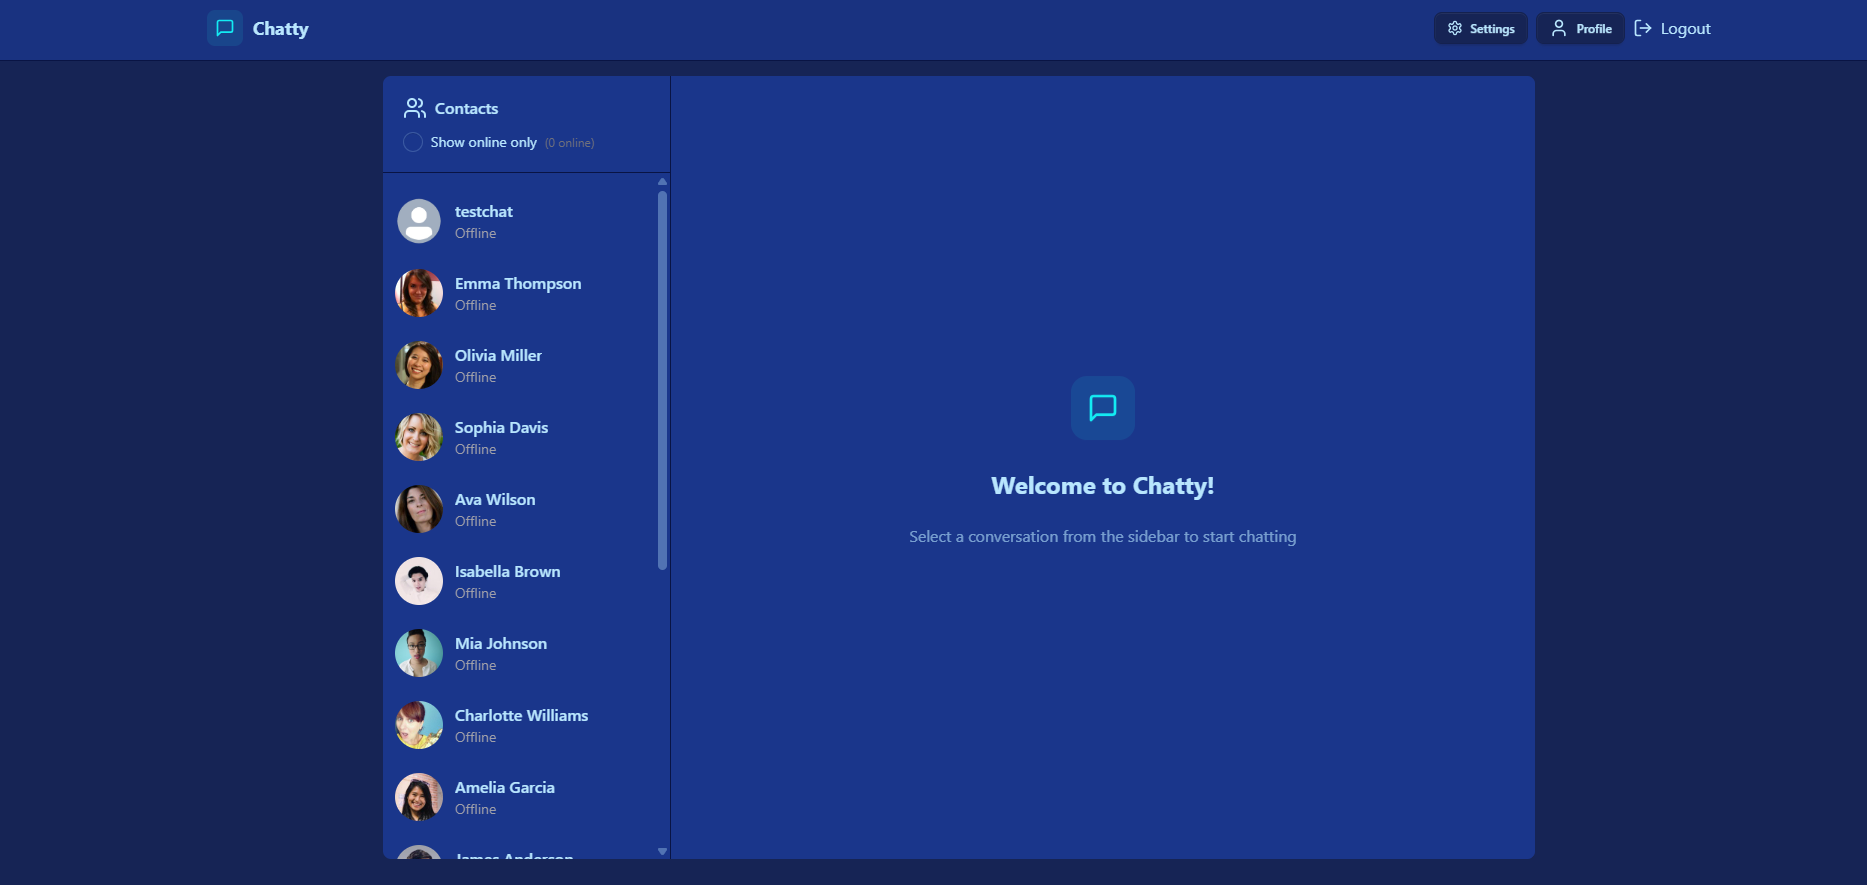 Chatty
Settings
Profile
Logout
Contacts
Show online only (0 online)
testchat
Offline
Emma Thompson
Offline
Olivia Miller
Offline
Sophia Davis
Offline
Ava Wilson
Offline
Isabella Brown
Offline
Mia Johnson
Offline
Charlotte Williams
Offline
Amelia Garcia
Offline
James Anderson
Welcome to Chatty!
Select a conversation from the sidebar to start chatting